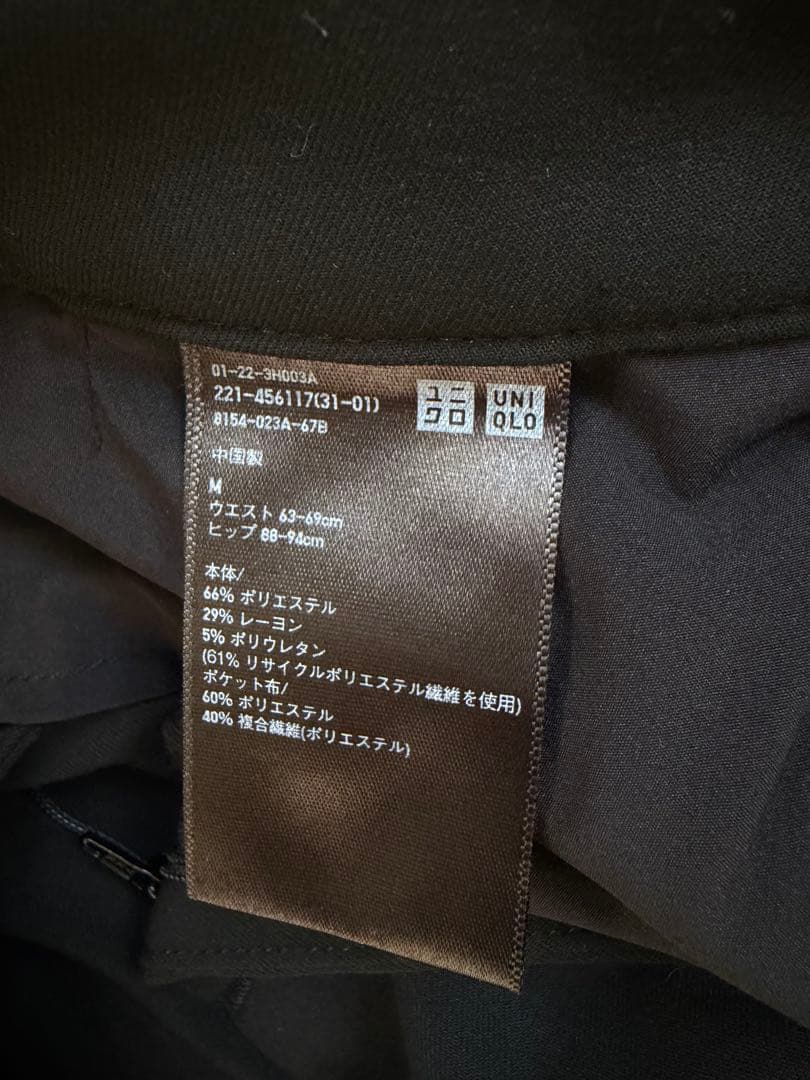 01-22-3H003A
221-456117(31-01)
8154-023A-67B
ユニ
クロ
UNI
QLO
中国製
M
ウエスト 63-69cm
ヒップ 88-94cm
本体/
66% ポリエステル
29% レーヨン
5% ポリウレタン
(61% リサイクルポリエステル繊維を使用)
ポケット布/
60% ポリエステル
40% 複合繊維(ポリエステル)